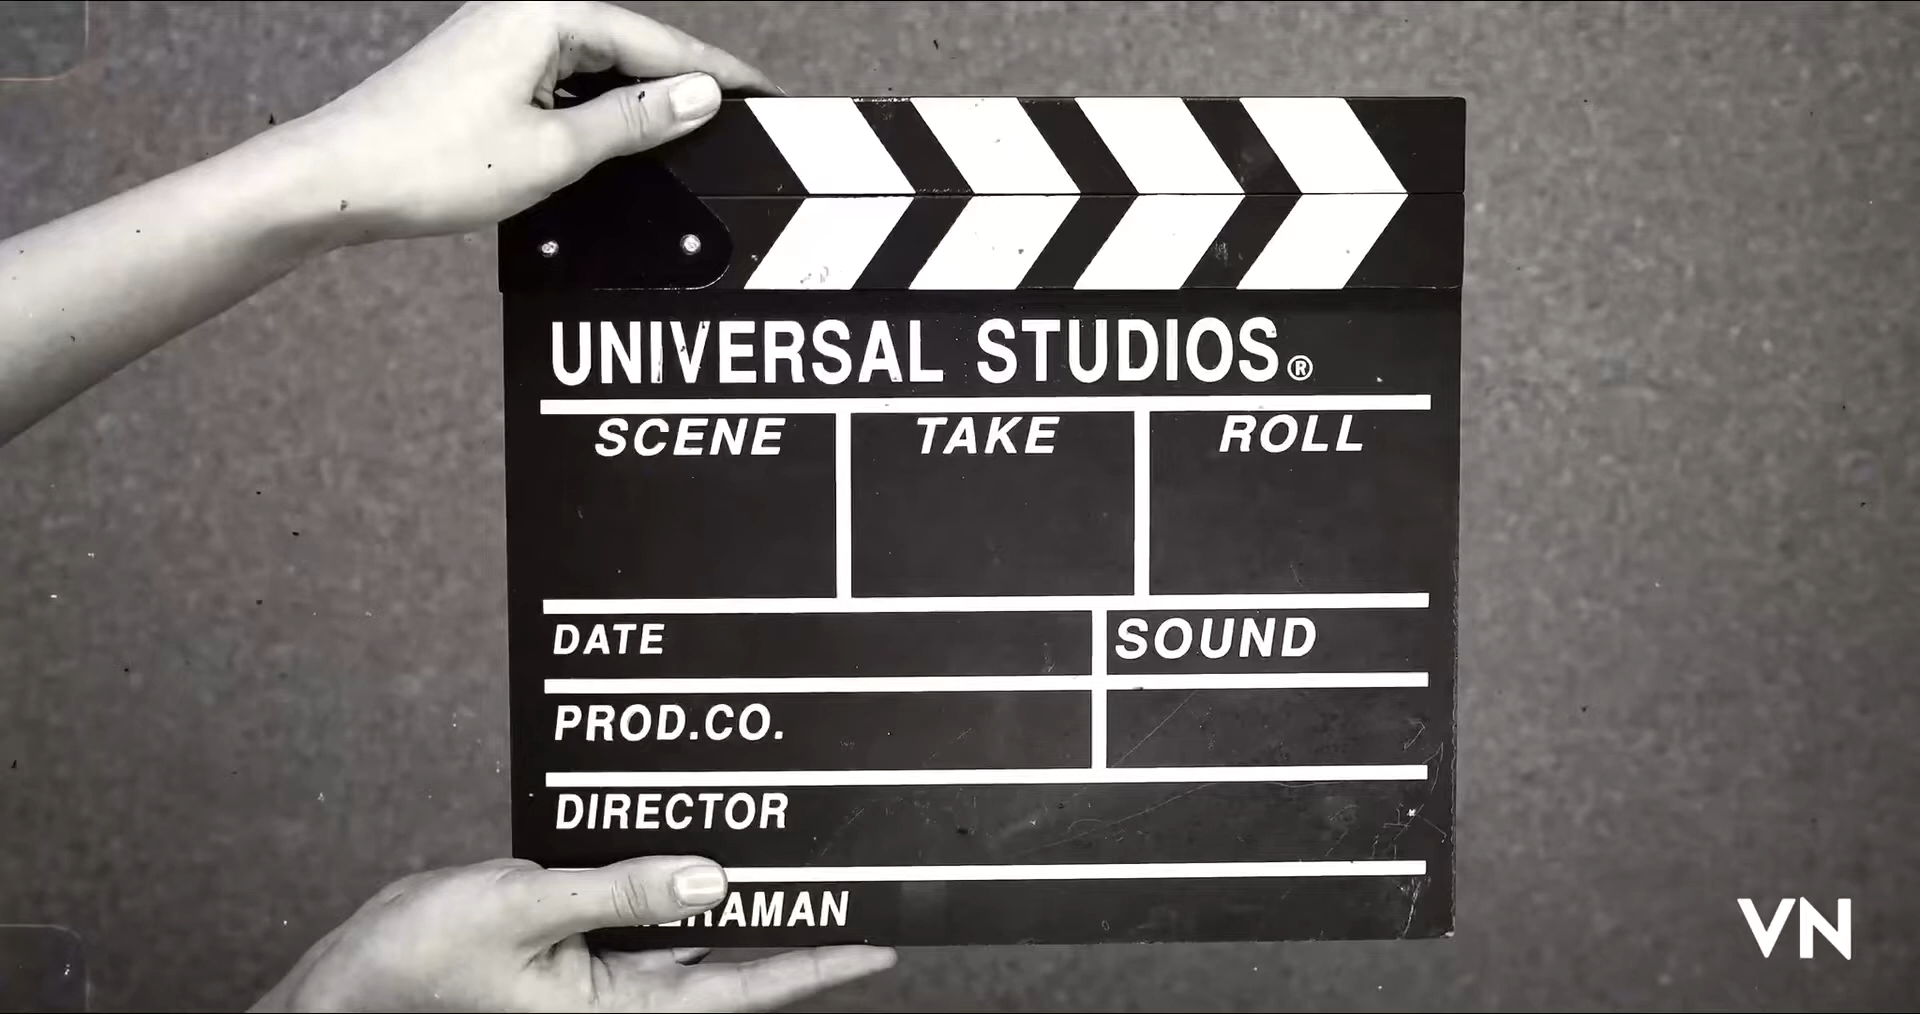 UNIVERSAL STUDIOS®
SCENE TAKE ROLL
DATE SOUND
PROD.CO.
DIRECTOR
VN